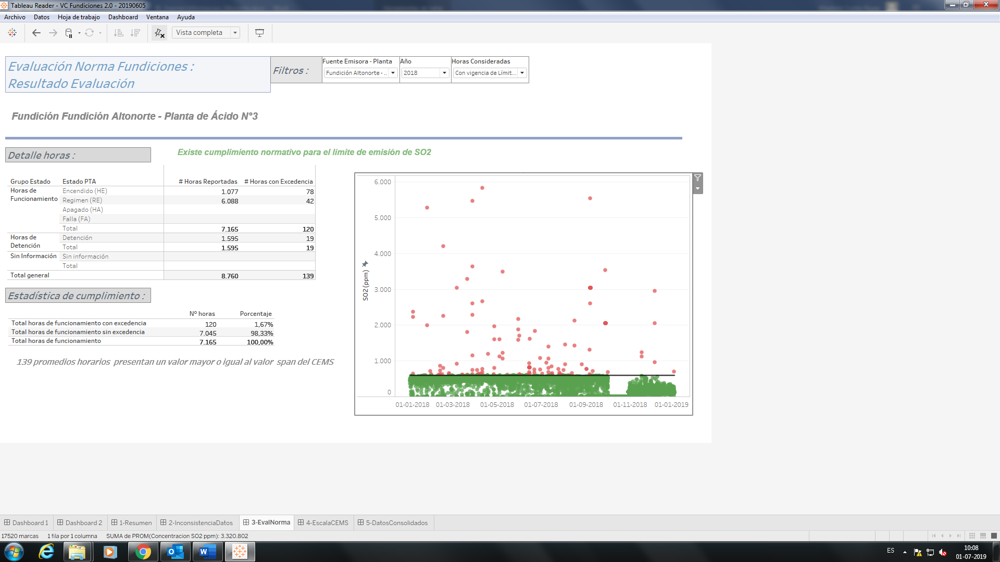 Tableau Reader - VC Fundiciones 2.0 - 20190605
Archivo Datos Hoja de trabajo Dashboard Ventana Ayuda
Vista completa
Evaluación Norma Fundiciones :
Resultado Evaluación
Filtros :
Fuente Emisora - Planta Año Horas Consideradas
Fundición Altonorte - .. 2018 Con vigencia de Límit...
Fundición Fundición Altonorte - Planta de Ácido N°3
Detalle horas :
Existe cumplimiento normativo para el límite de emisión de SO2
Grupo Estado Estado PTA # Horas Reportadas # Horas con Excedencia
Horas de Funcionamiento Encendido (HE) 1.077 78
Regimen (RE) 6.088 42
Apagado (HA)
Falla (FA)
Total 7.165 120
Horas de Detención Detención 1.595 19
Total 1.595 19
Sin Información Sin información
Total
Total general 8.760 139
Estadística de cumplimiento :
Nº horas Porcentaje
Total horas de funcionamiento con excedencia 120 1,67%
Total horas de funcionamiento sin excedencia 7.045 98,33%
Total horas de funcionamiento 7.165 100,00%
139 promedios horarios presentan un valor mayor o igual al valor span del CEMS
SO2 (ppm)
6.000
5.000
4.000
3.000
2.000
1.000
0
01-01-2018 01-03-2018 01-05-2018 01-07-2018 01-09-2018 01-11-2018 01-01-2019
Dashboard 1 Dashboard 2 1-Resumen 2-InconsistenciaDatos 3-EvalNorma 4-EscalaCEMS 5-DatosConsolidados
17520 marcas 1 fila por 1 columna SUMA de PROM(Concentracion SO2 ppm): 3.320.802
ES
10:08
01-07-2019